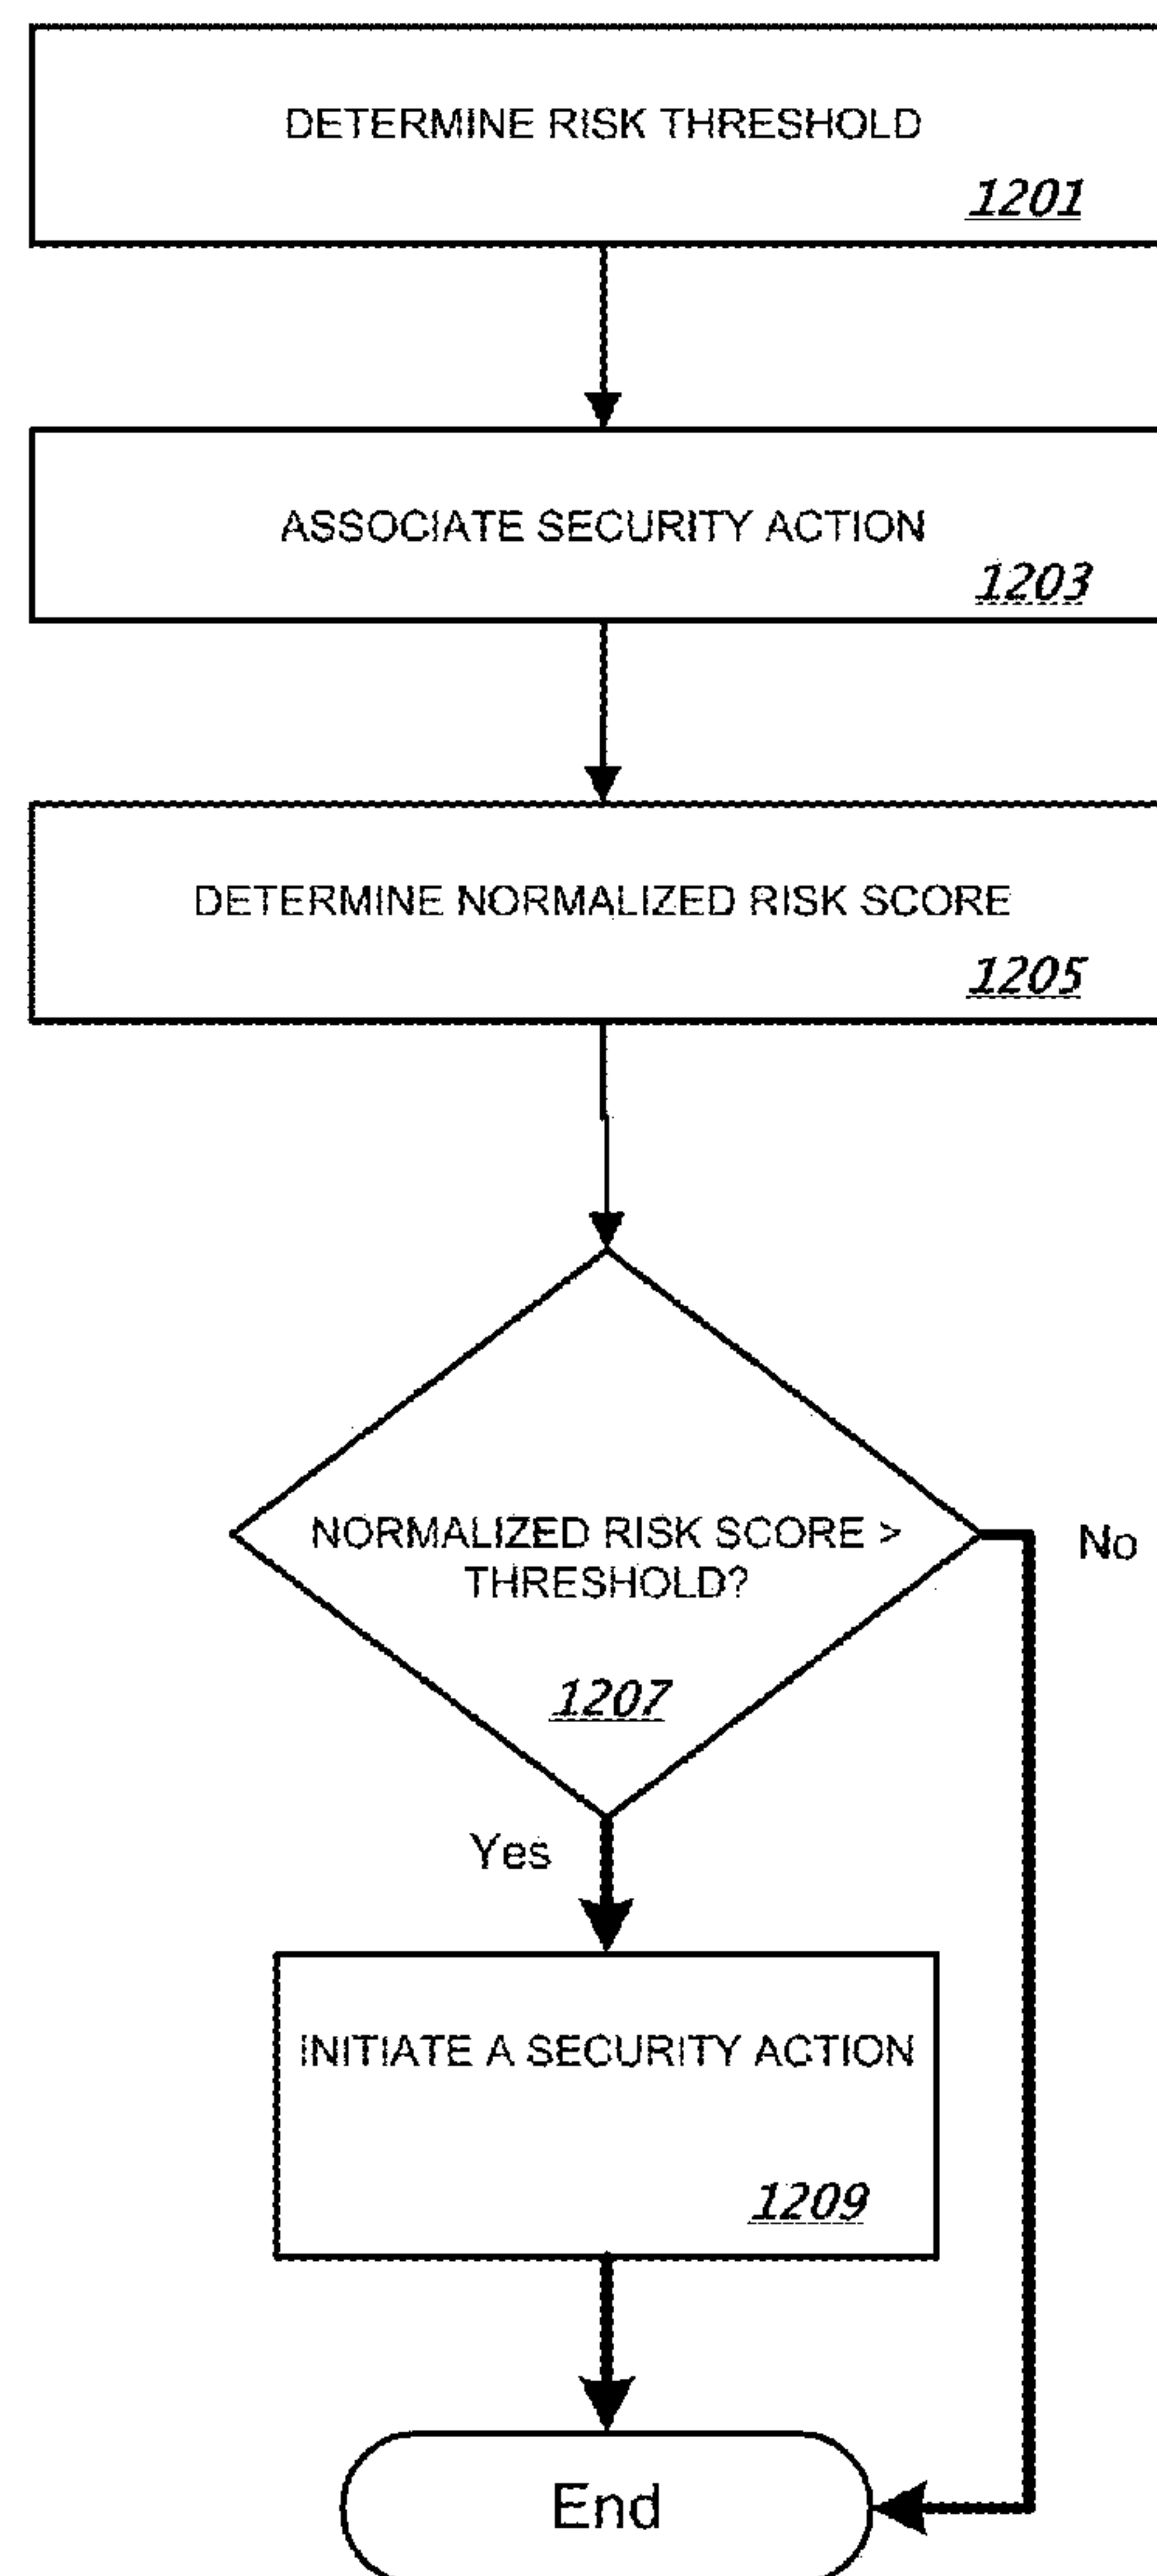 DETERMINE RISK THRESHOLD
1201
ASSOCIATE SECURITY ACTION
1203
DETERMINE NORMALIZED RISK SCORE
1205
NORMALIZED RISK SCORE >
THRESHOLD?
1207
No
Yes
INITIATE A SECURITY ACTION
1209
End